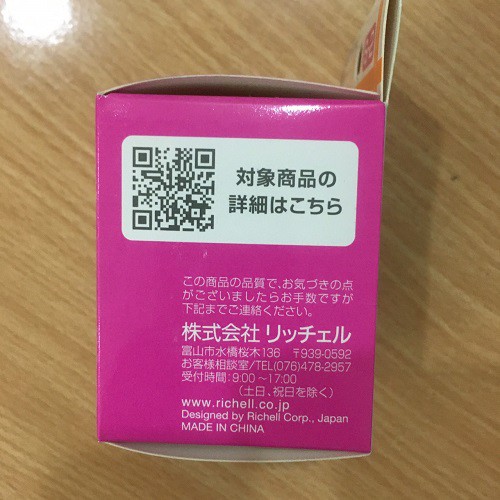 対象商品の
詳細はこちら
この商品の品質で、お気づきの点
がございましたらお手数ですが
下記までご連絡ください。
株式会社 リッチェル
富山市水橋桜木136 〒939-0592
お客様相談室/TEL(076)478-2957
受付時間:9:00~17:00
(土日、祝日を除く)
www.richell.co.jp
Designed by Richell Corp., Japan
MADE IN CHINA